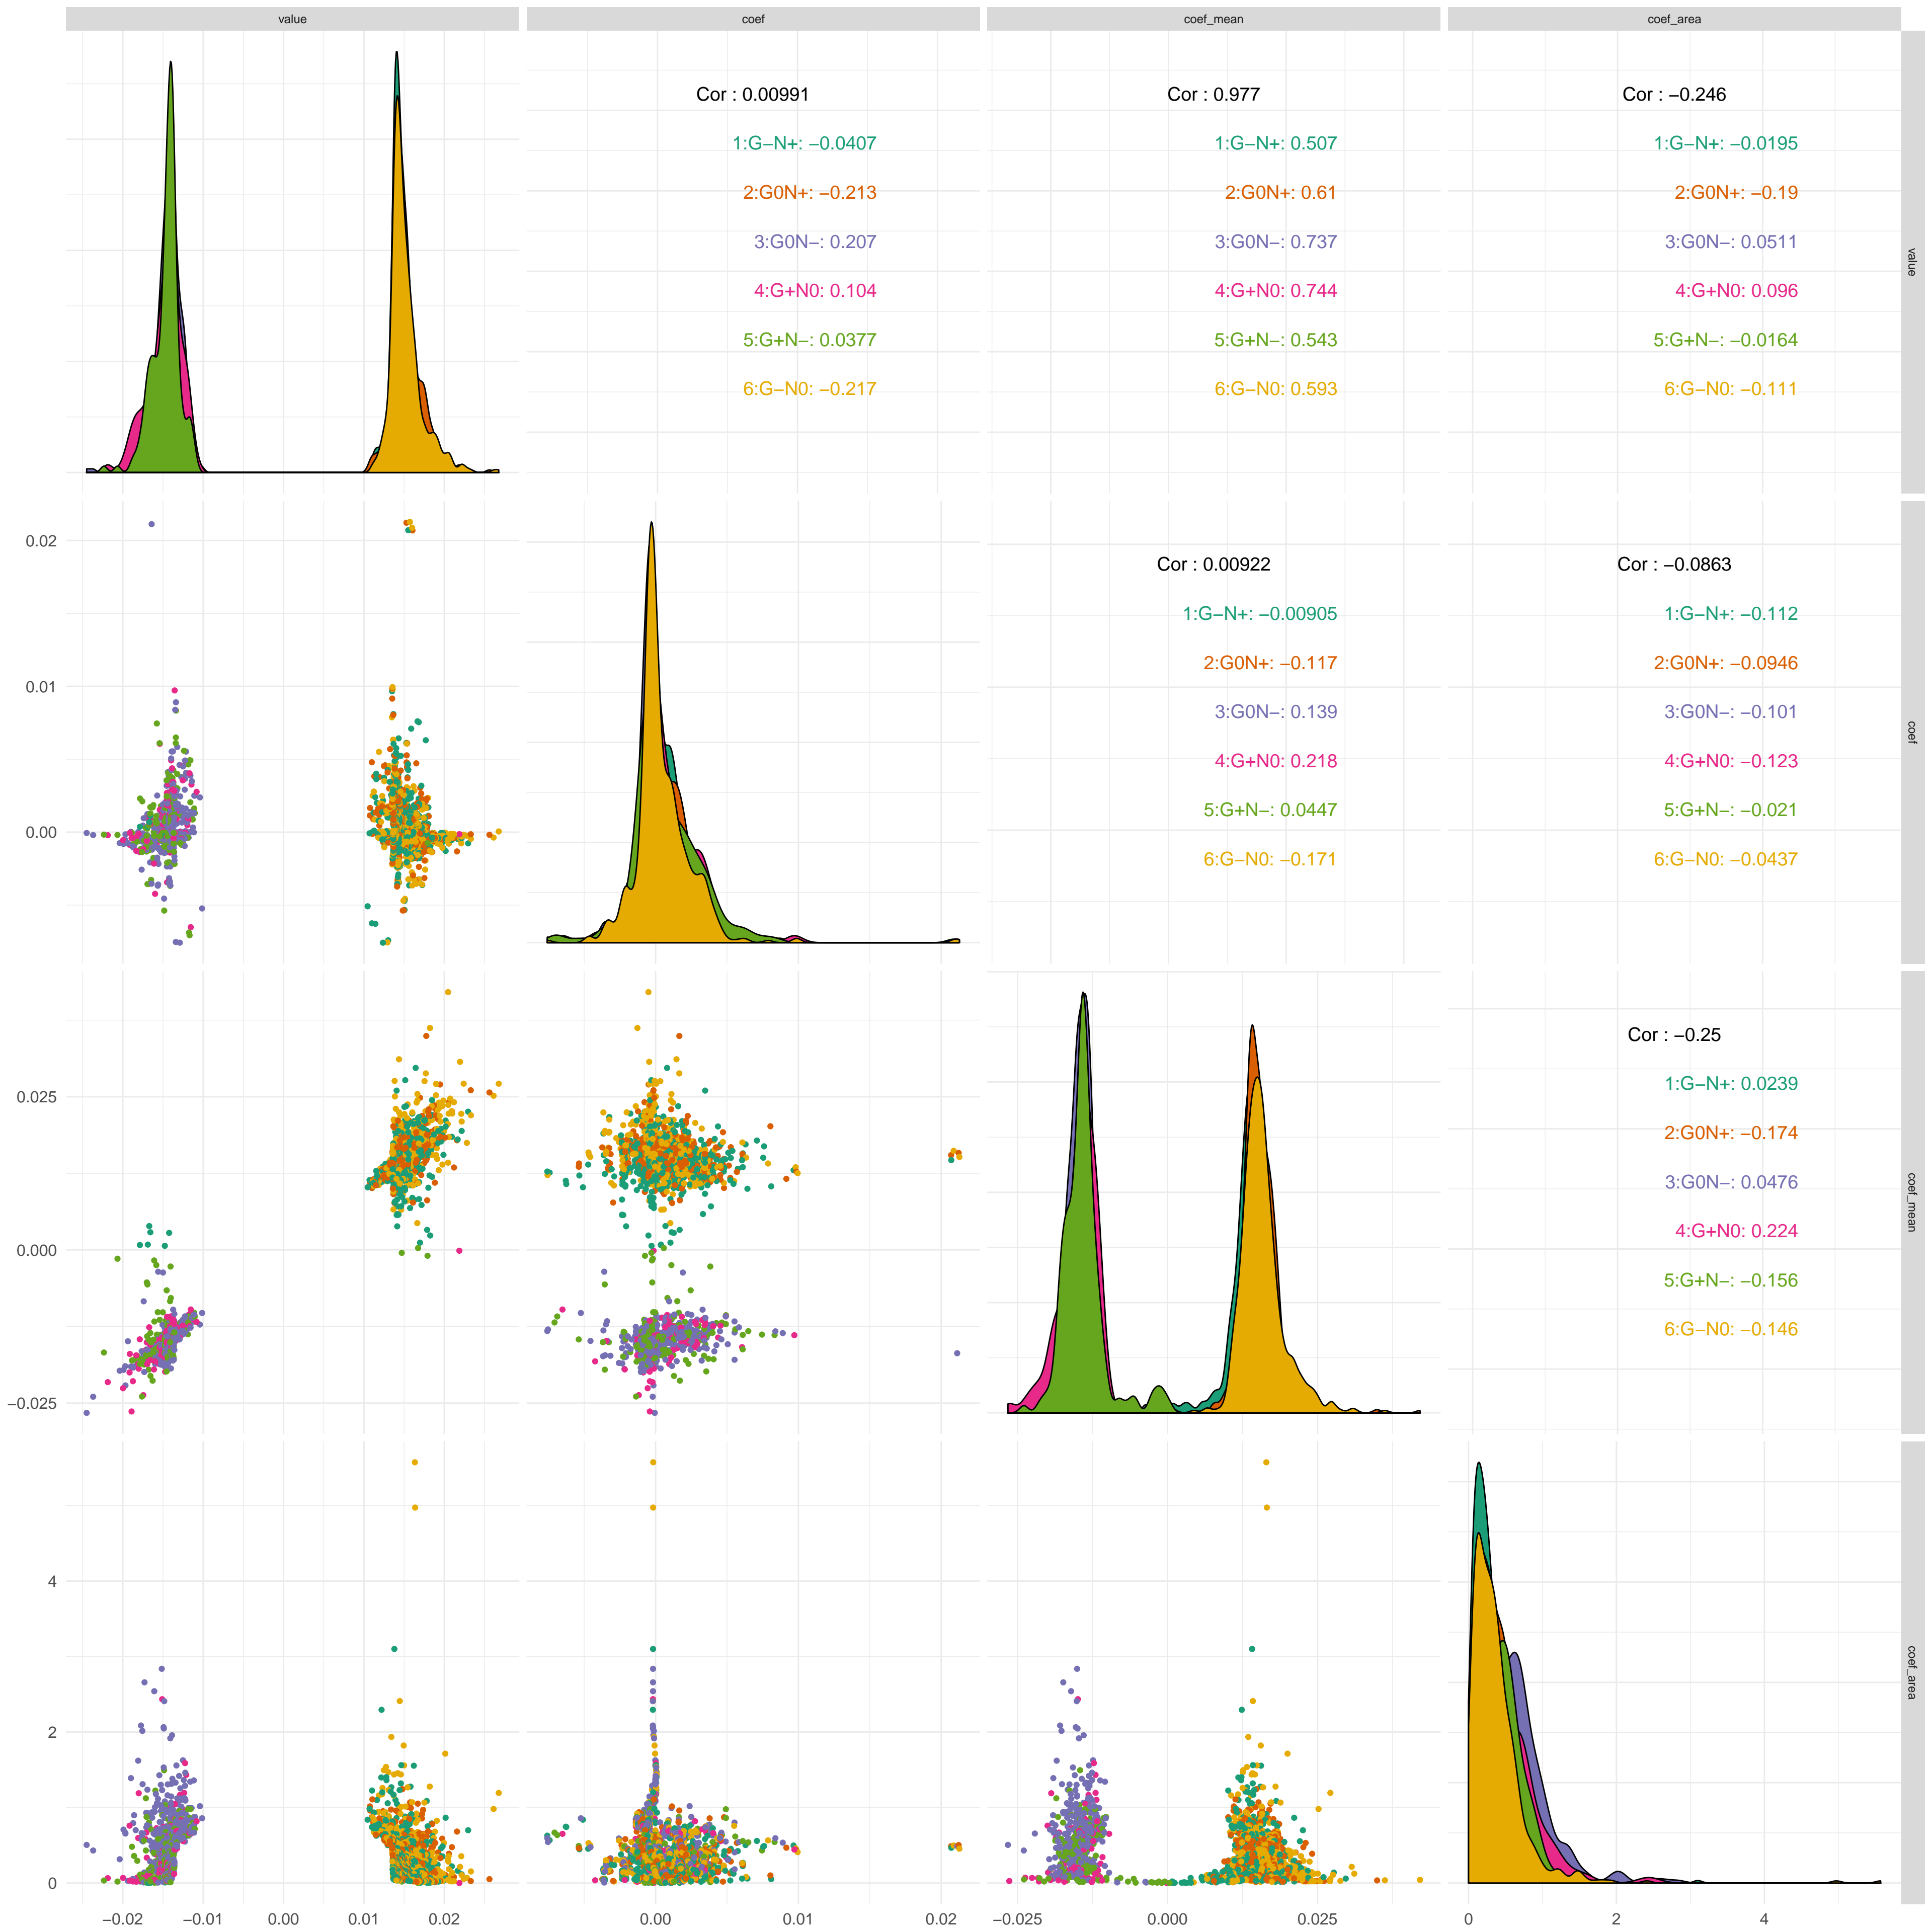 value
coef
coef_mean
coef_area
Cor : 0.00991
1:G−N+: −0.0407
2:G0N+: −0.213
3:G0N−: 0.207
4:G+N0: 0.104
5:G+N−: 0.0377
6:G−N0: −0.217
Cor : 0.977
1:G−N+: 0.507
2:G0N+: 0.61
3:G0N−: 0.737
4:G+N0: 0.744
5:G+N−: 0.543
6:G−N0: 0.593
Cor : −0.246
1:G−N+: −0.0195
2:G0N+: −0.19
3:G0N−: 0.0511
4:G+N0: 0.096
5:G+N−: −0.0164
6:G−N0: −0.111
value
0.02
0.01
0.00
Cor : 0.00922
1:G−N+: −0.00905
2:G0N+: −0.117
3:G0N−: 0.139
4:G+N0: 0.218
5:G+N−: 0.0447
6:G−N0: −0.171
Cor : −0.0863
1:G−N+: −0.112
2:G0N+: −0.0946
3:G0N−: −0.101
4:G+N0: −0.123
5:G+N−: −0.021
6:G−N0: −0.0437
coef
0.025
0.000
−0.025
Cor : −0.25
1:G−N+: 0.0239
2:G0N+: −0.174
3:G0N−: 0.0476
4:G+N0: 0.224
5:G+N−: −0.156
6:G−N0: −0.146
coef_mean
4
2
0
coef_area
−0.02 −0.01 0.00 0.01 0.02
0.00 0.01 0.02
−0.025 0.000 0.025
0 2 4